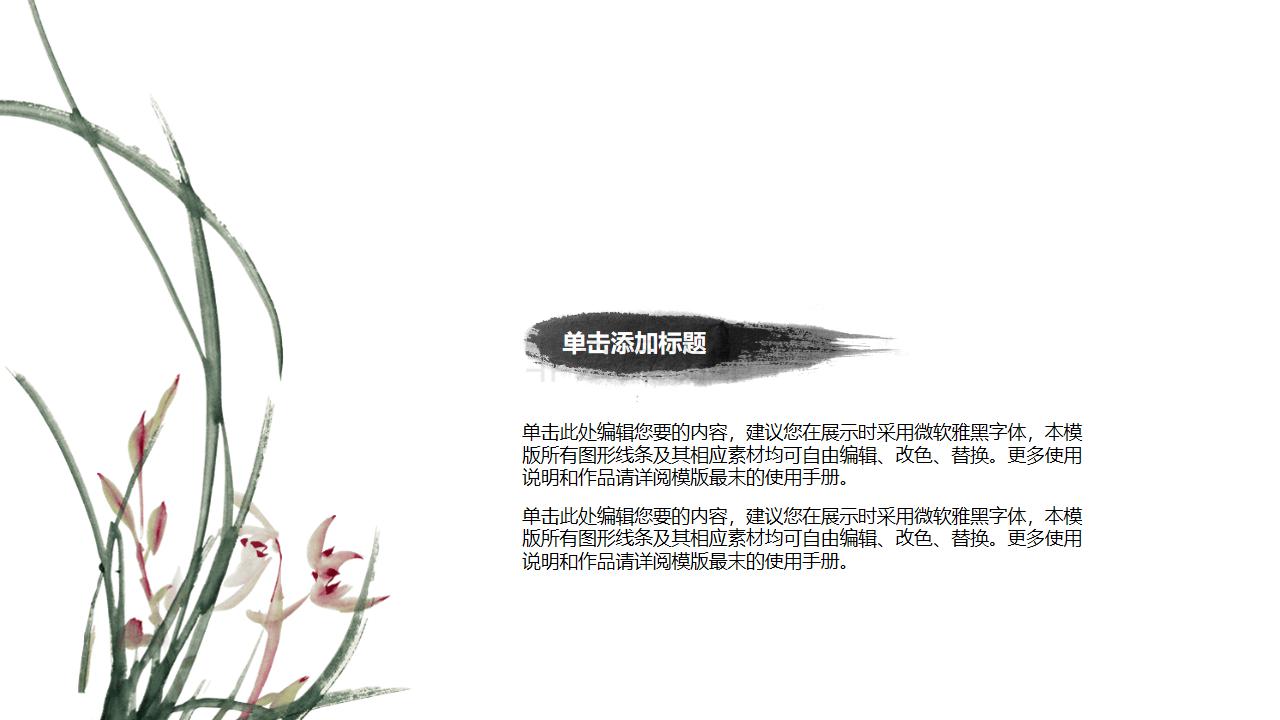 单击添加标题
单击此处编辑您要的内容，建议您在展示时采用微软雅黑字体，本模
版所有图形线条及其相应素材均可自由编辑、改色、替换。更多使用
说明和作品请详阅模版最末的使用手册。
单击此处编辑您要的内容，建议您在展示时采用微软雅黑字体，本模
版所有图形线条及其相应素材均可自由编辑、改色、替换。更多使用
说明和作品请详阅模版最末的使用手册。